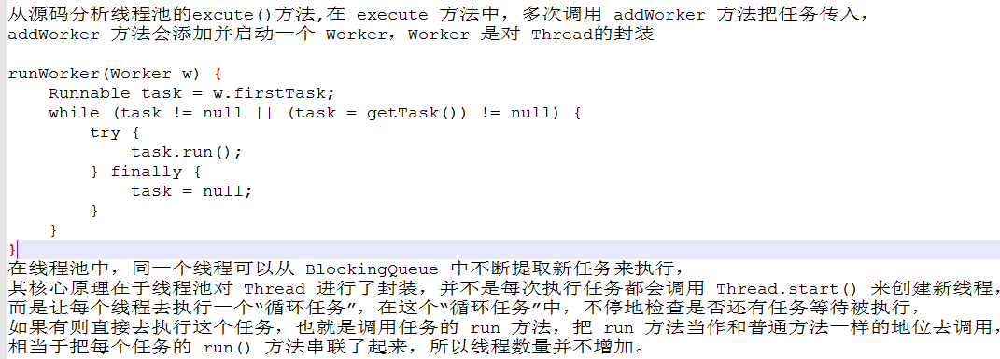 从源码分析线程池的excute()方法,在 execute 方法中，多次调用 addWorker 方法把任务传入，
addWorker 方法会添加并启动一个 Worker，Worker 是对 Thread的封装
runWorker(Worker w) {
    Runnable task = w.firstTask;
    while (task != null || (task = getTask()) != null) {
        try {
            task.run();
        } finally {
            task = null;
        }
    }
}
在线程池中，同一个线程可以从 BlockingQueue 中不断提取新任务来执行，
其核心原理在于线程池对 Thread 进行了封装，并不是每次执行任务都会调用 Thread.start() 来创建新线程，
而是让每个线程去执行一个“循环任务”，在这个“循环任务”中，不停地检查是否还有任务等待被执行，
如果有则直接去执行这个任务，也就是调用任务的 run 方法，把 run 方法当作和普通方法一样的地位去调用，
相当于把每个任务的 run() 方法串联了起来，所以线程数量并不增加。